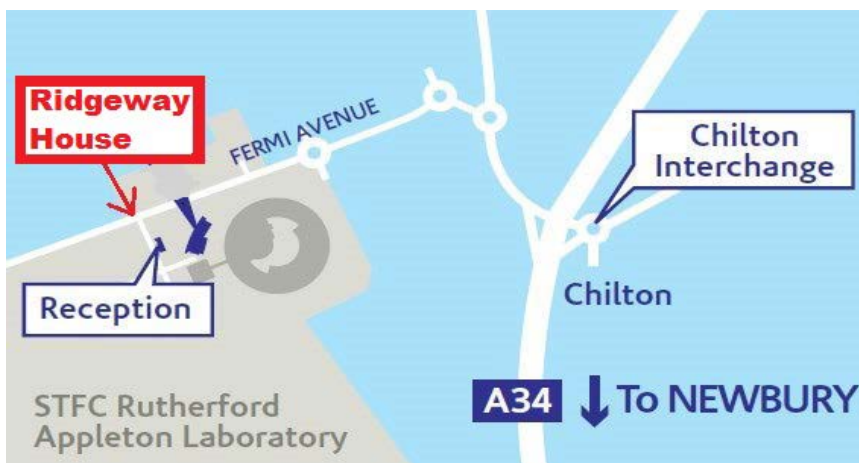 Ridgeway
House
FERMI AVENUE
Chilton
Interchange
Reception
Chilton
STFC Rutherford
Appleton Laboratory
A34 To NEWBURY